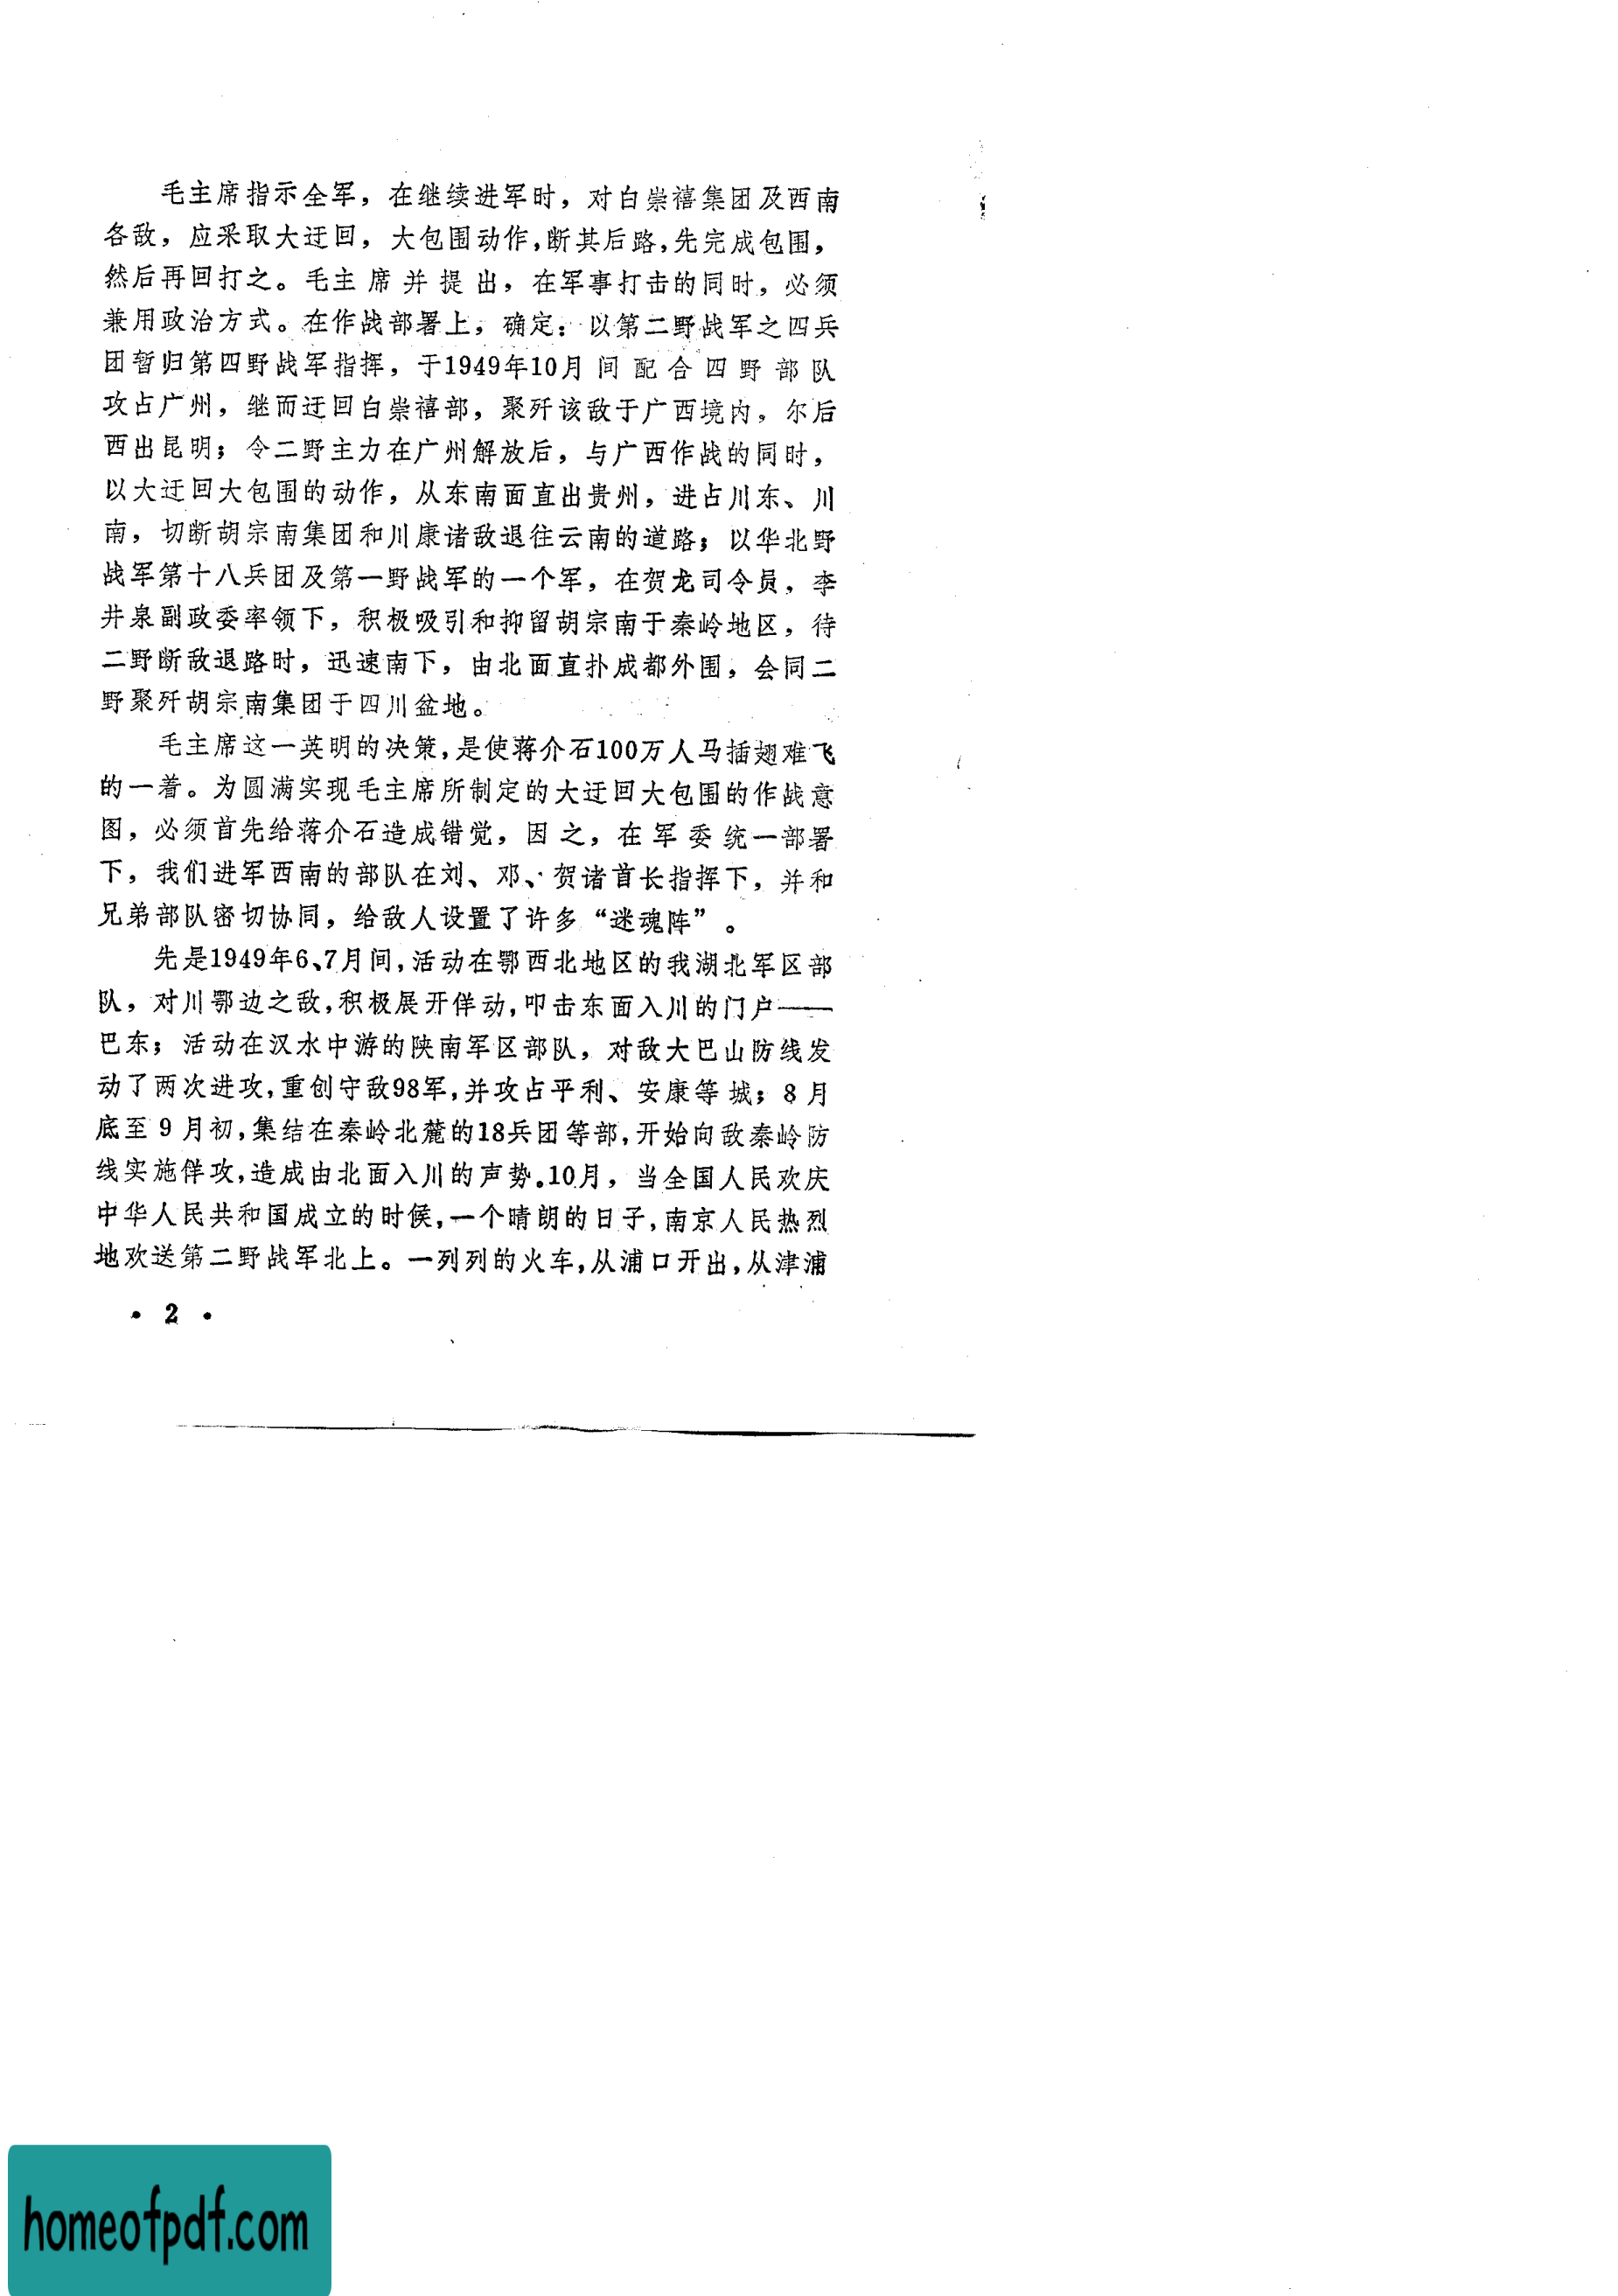 毛主席指示全军，在继续进军时，对白崇禧集团及西南
各敌，应采取大迂回，大包围动作，断其后路，先完成包围，
然后再回打之。毛主席并提出，在军事打击的同时，必须
兼用政治方式。在作战部署上，确定：以第二野战军之四兵
团暂归第四野战军指挥，于1949年10月间配合四野部队
攻占广州，继而迂回白崇禧部，聚歼该敌于广西境内。尔后
西出昆明；令二野主力在广州解放后，与广西作战的同时，
以大迂回大包围的动作，从东南面直出贵州，进占川东、川
南，切断胡宗南集团和川康诸敌退往云南的道路；以华北野
战军第十八兵团及第一野战军的一个军，在贺龙司令员，李
井泉副政委率领下，积极吸引和抑留胡宗南于秦岭地区，待
二野断敌退路时，迅速南下，由北面直扑成都外围，会同二
野聚歼胡宗南集团于四川盆地。
毛主席这一英明的决策，是使蒋介石100万人马插翅难飞
的一着。为圆满实现毛主席所制定的大迂回大包围的作战意
图，必须首先给蒋介石造成错觉，因之，在军委统一部署
下，我们进军西南的部队在刘、邓、贺诸首长指挥下，并和
兄弟部队密切协同，给敌人设置了许多“迷魂阵”。
先是1949年6、7月间，活动在鄂西北地区的我湖北军区部
队，对川鄂边之敌，积极展开佯动，叩击东面入川的门户——
巴东；活动在汉水中游的陕南军区部队，对敌大巴山防线发
动了两次进攻，重创守敌98军，并攻占平利、安康等城；8月
底至9月初，集结在秦岭北麓的18兵团等部，开始向敌秦岭防
线实施佯攻，造成由北面入川的声势。10月，当全国人民欢庆
中华人民共和国成立的时候，一个晴朗的日子，南京人民热烈
地欢送第二野战军北上。一列列的火车，从浦口开出，从津浦
• 2 •
homeofpdf.com